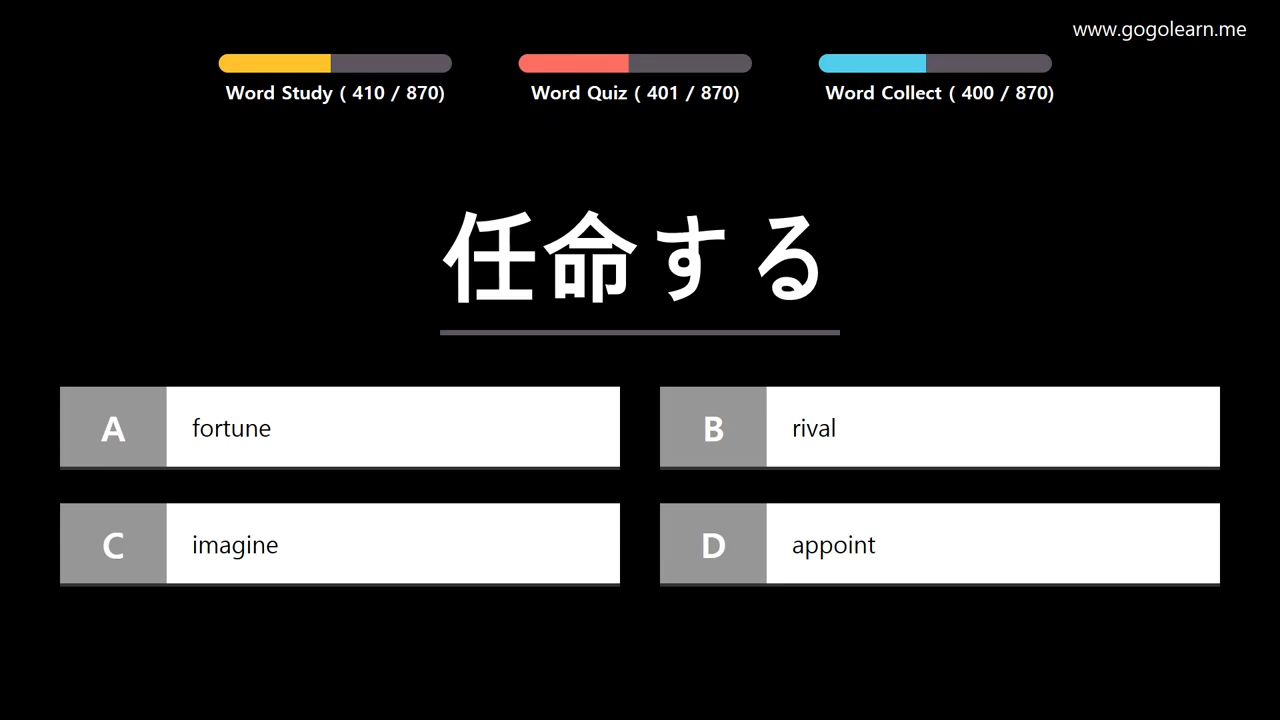 www.gogolearn.me
Word Study ( 410 / 870)
Word Quiz ( 401 / 870)
Word Collect ( 400 / 870)
任命する
A
fortune
B
rival
C
imagine
D
appoint